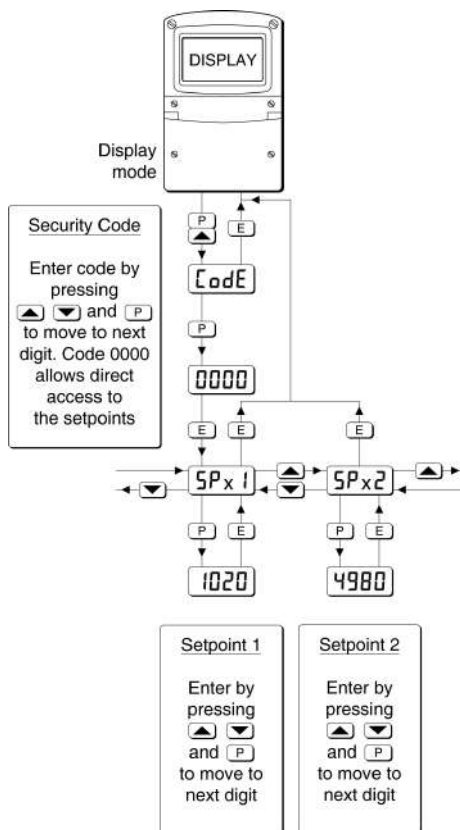 DISPLAY
Display
mode
P
E
Security Code
Enter code by
pressing
and P
to move to next
digit. Code 0000
allows direct
access to
the setpoints
CodE
P
0000
E
E
E
SPx1
SPx2
P
E
P
E
1020
4980
Setpoint 1
Enter by
pressing
and P
to move to
next digit
Setpoint 2
Enter by
pressing
and P
to move to
next digit